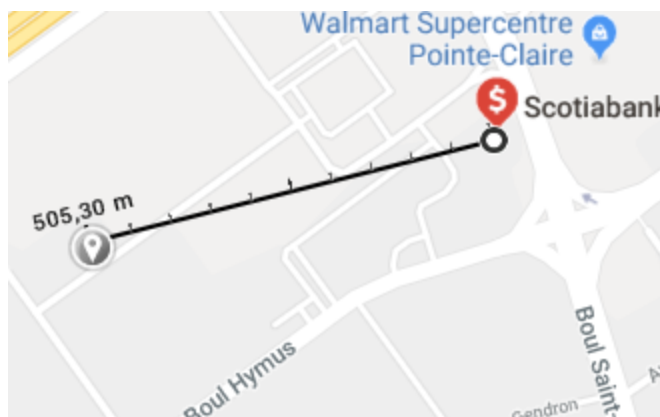 Walmart Supercentre
Pointe-Claire
Scotiabank
505,30 m
Boul Hymus
Boul Saint-
Gendron